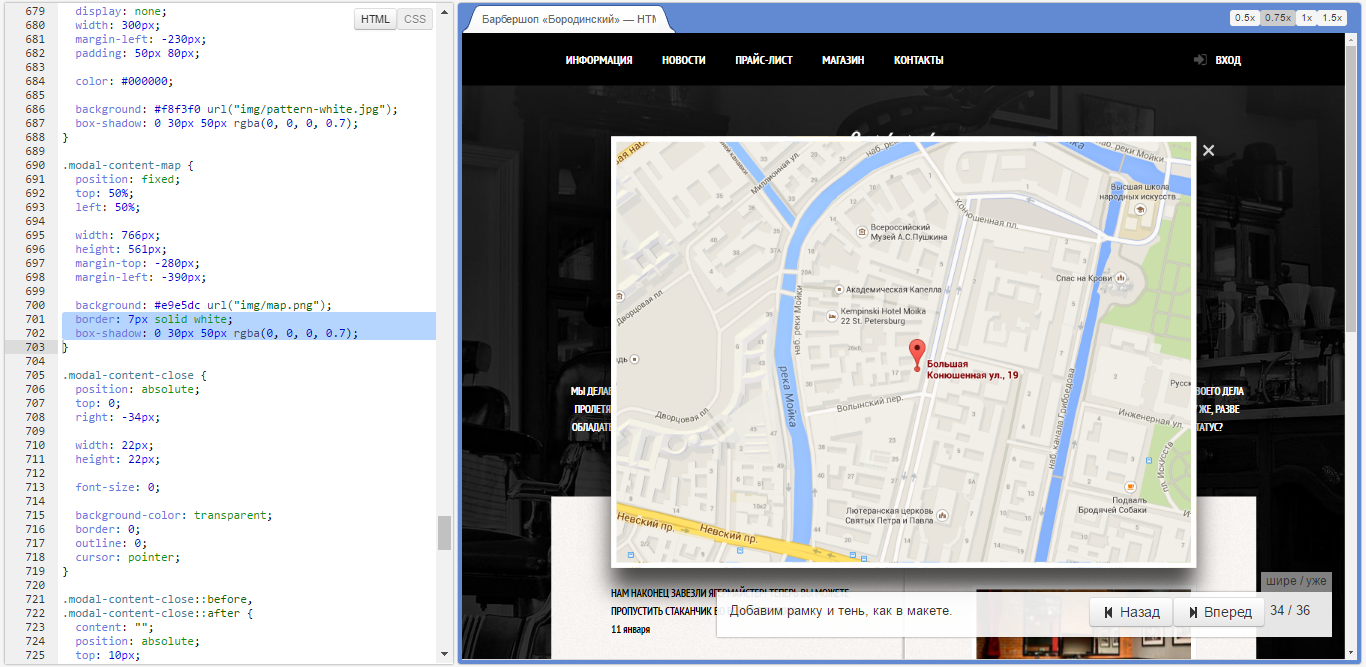 679 display: none;
680 width: 300px;
681 margin-left: -230px;
682 padding: 50px 80px;
683
684 color: #000000;
685
686 background: #f8f3f0 url("img/pattern-white.jpg");
687 box-shadow: 0 30px 50px rgba(0, 0, 0, 0.7);
688 }
689
690 .modal-content-map {
691 position: fixed;
692 top: 50%;
693 left: 50%;
694
695 width: 766px;
696 height: 561px;
697 margin-top: -280px;
698 margin-left: -390px;
699
700 background: #e9e5dc url("img/map.png");
701 border: 7px solid white;
702 box-shadow: 0 30px 50px rgba(0, 0, 0, 0.7);
703 }
704
705 .modal-content-close {
706 position: absolute;
707 top: 0;
708 right: -34px;
709
710 width: 22px;
711 height: 22px;
712
713 font-size: 0;
714
715 background-color: transparent;
716 border: 0;
717 outline: 0;
718 cursor: pointer;
719 }
720
721 .modal-content-close::before,
722 .modal-content-close::after {
723 content: "";
724 position: absolute;
725 top: 10px;
HTML CSS
Барбершоп «Бородинский» — HTM
0.5x 0.75x 1x 1.5x
ИНФОРМАЦИЯ НОВОСТИ ПРАЙС-ЛИСТ МАГАЗИН КОНТАКТЫ ВХОД
наб. реки Мойки
наб. реки Мойки
Миллионная ул.
Высшая школа
народных искусств
Конюшенная пл.
Всероссийский
Музей А.С.Пушкина
Спас на Крови
Академическая Капелла
Дворцовая пл.
наб. реки Мойки
Kempinski Hotel Moika
22 St. Petersburg
Большая
Конюшенная ул., 19
река Мойка
Русск
Волынский пер.
Дворцовая пл.
Инженерная ул.
наб. канала Грибоедова
пл. Искусств
Подвалъ
Бродячей Собаки
Лютеранская церковь
Святых Петра и Павла
Невский пр.
Невский пр.
МЫ ДЕЛА
ВОЕГО ДЕЛА
ПРОЛЕТЯ
УЖЕ, РАЗВЕ
ОБЛАДАТЕ
ТАТУС?
шире / уже
НАМ НАКОНЕЦ ЗАВЕЗЛИ ЯГЕРМАЙСТЕР! ТЕПЕРЬ ВЫ МОЖЕТЕ
ПРОПУСТИТЬ СТАКАНЧИК
11 января
Добавим рамку и тень, как в макете.
Назад Вперед 34 / 36